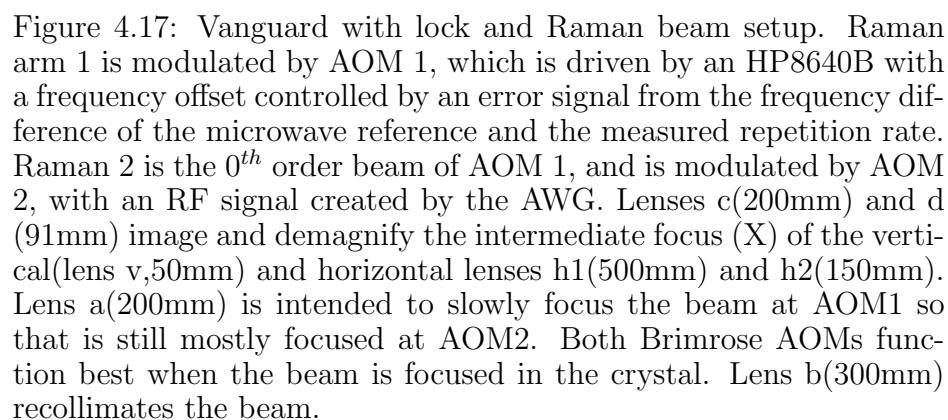 Figure 4.17: Vanguard with lock and Raman beam setup. Raman
arm 1 is modulated by AOM 1, which is driven by an HP8640B with
a frequency offset controlled by an error signal from the frequency dif-
ference of the microwave reference and the measured repetition rate.
Raman 2 is the 0th order beam of AOM 1, and is modulated by AOM
2, with an RF signal created by the AWG. Lenses c(200mm) and d
(91mm) image and demagnify the intermediate focus (X) of the verti-
cal(lens v,50mm) and horizontal lenses h1(500mm) and h2(150mm).
Lens a(200mm) is intended to slowly focus the beam at AOM1 so
that is still mostly focused at AOM2. Both Brimrose AOMs func-
tion best when the beam is focused in the crystal. Lens b(300mm)
recollimates the beam.